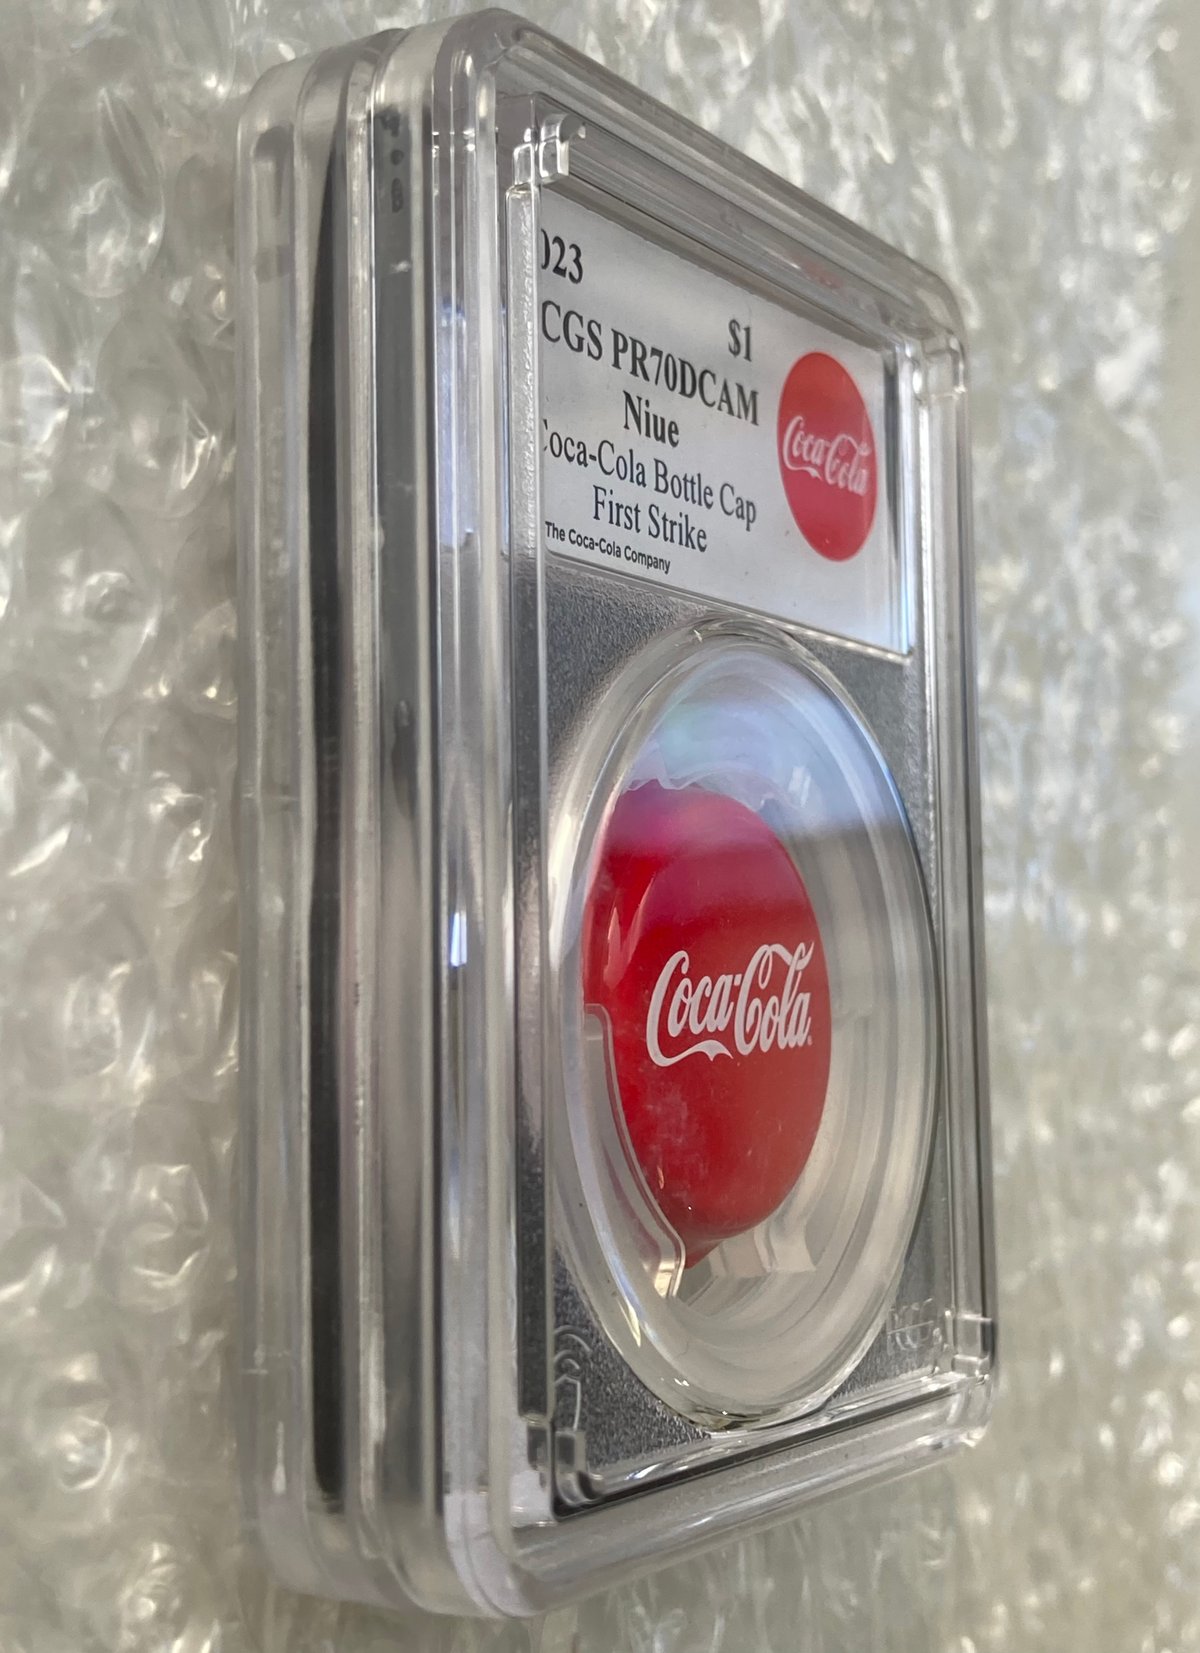 023
$1
CGS PR70DCAM
Niue
Coca-Cola Bottle Cap
First Strike
The Coca-Cola Company
Coca-Cola
Coca-Cola